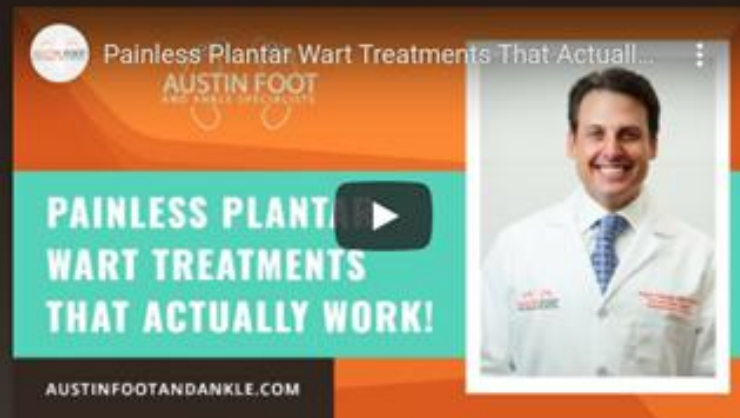 Painless Plantar Wart Treatments That Actuall...
AUSTIN FOOT
AND ANKLE SPECIALISTS
PAINLESS PLANTAR
WART TREATMENTS
THAT ACTUALLY WORK!
AUSTINFOOTANDANKLE.COM